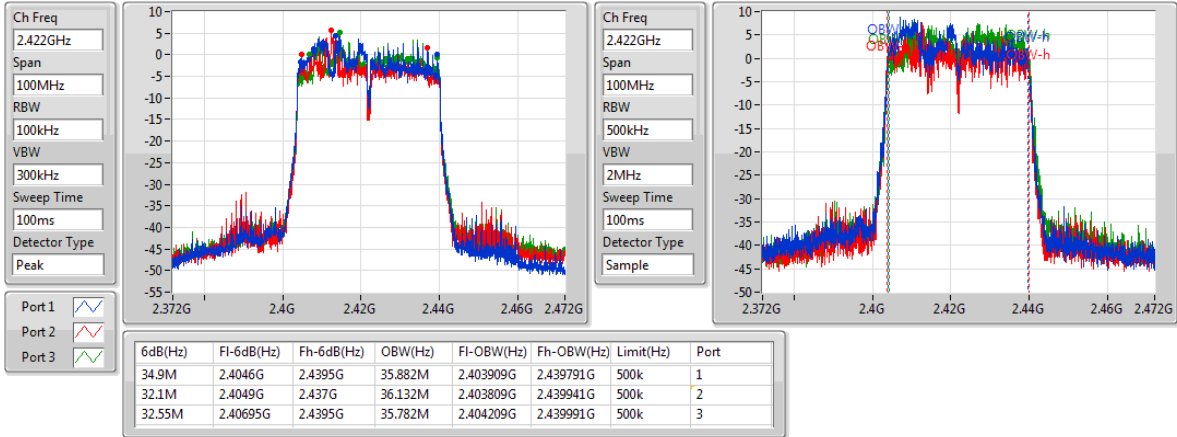 Ch Freq
2.422GHz
Span
100MHz
RBW
100kHz
VBW
300kHz
Sweep Time
100ms
Detector Type
Peak
10
5
0
-5
-10
-15
-20
-25
-30
-35
-40
-45
-50
-55
2.372G 2.4G 2.42G 2.44G 2.46G 2.472G
Ch Freq
2.422GHz
Span
100MHz
RBW
500kHz
VBW
2MHz
Sweep Time
100ms
Detector Type
Sample
10
5
0
-5
-10
-15
-20
-25
-30
-35
-40
-45
-50
OBW-h
OBW-h
2.372G 2.4G 2.42G 2.44G 2.46G 2.472G
Port 1
Port 2
Port 3
6dB(Hz) Fl-6dB(Hz) Fh-6dB(Hz) OBW(Hz) Fl-OBW(Hz) Fh-OBW(Hz) Limit(Hz) Port
34.9M 2.4046G 2.4395G 35.882M 2.403909G 2.439791G 500k 1
32.1M 2.4049G 2.437G 36.132M 2.403809G 2.439941G 500k 2
32.55M 2.40695G 2.4395G 35.782M 2.404209G 2.439991G 500k 3